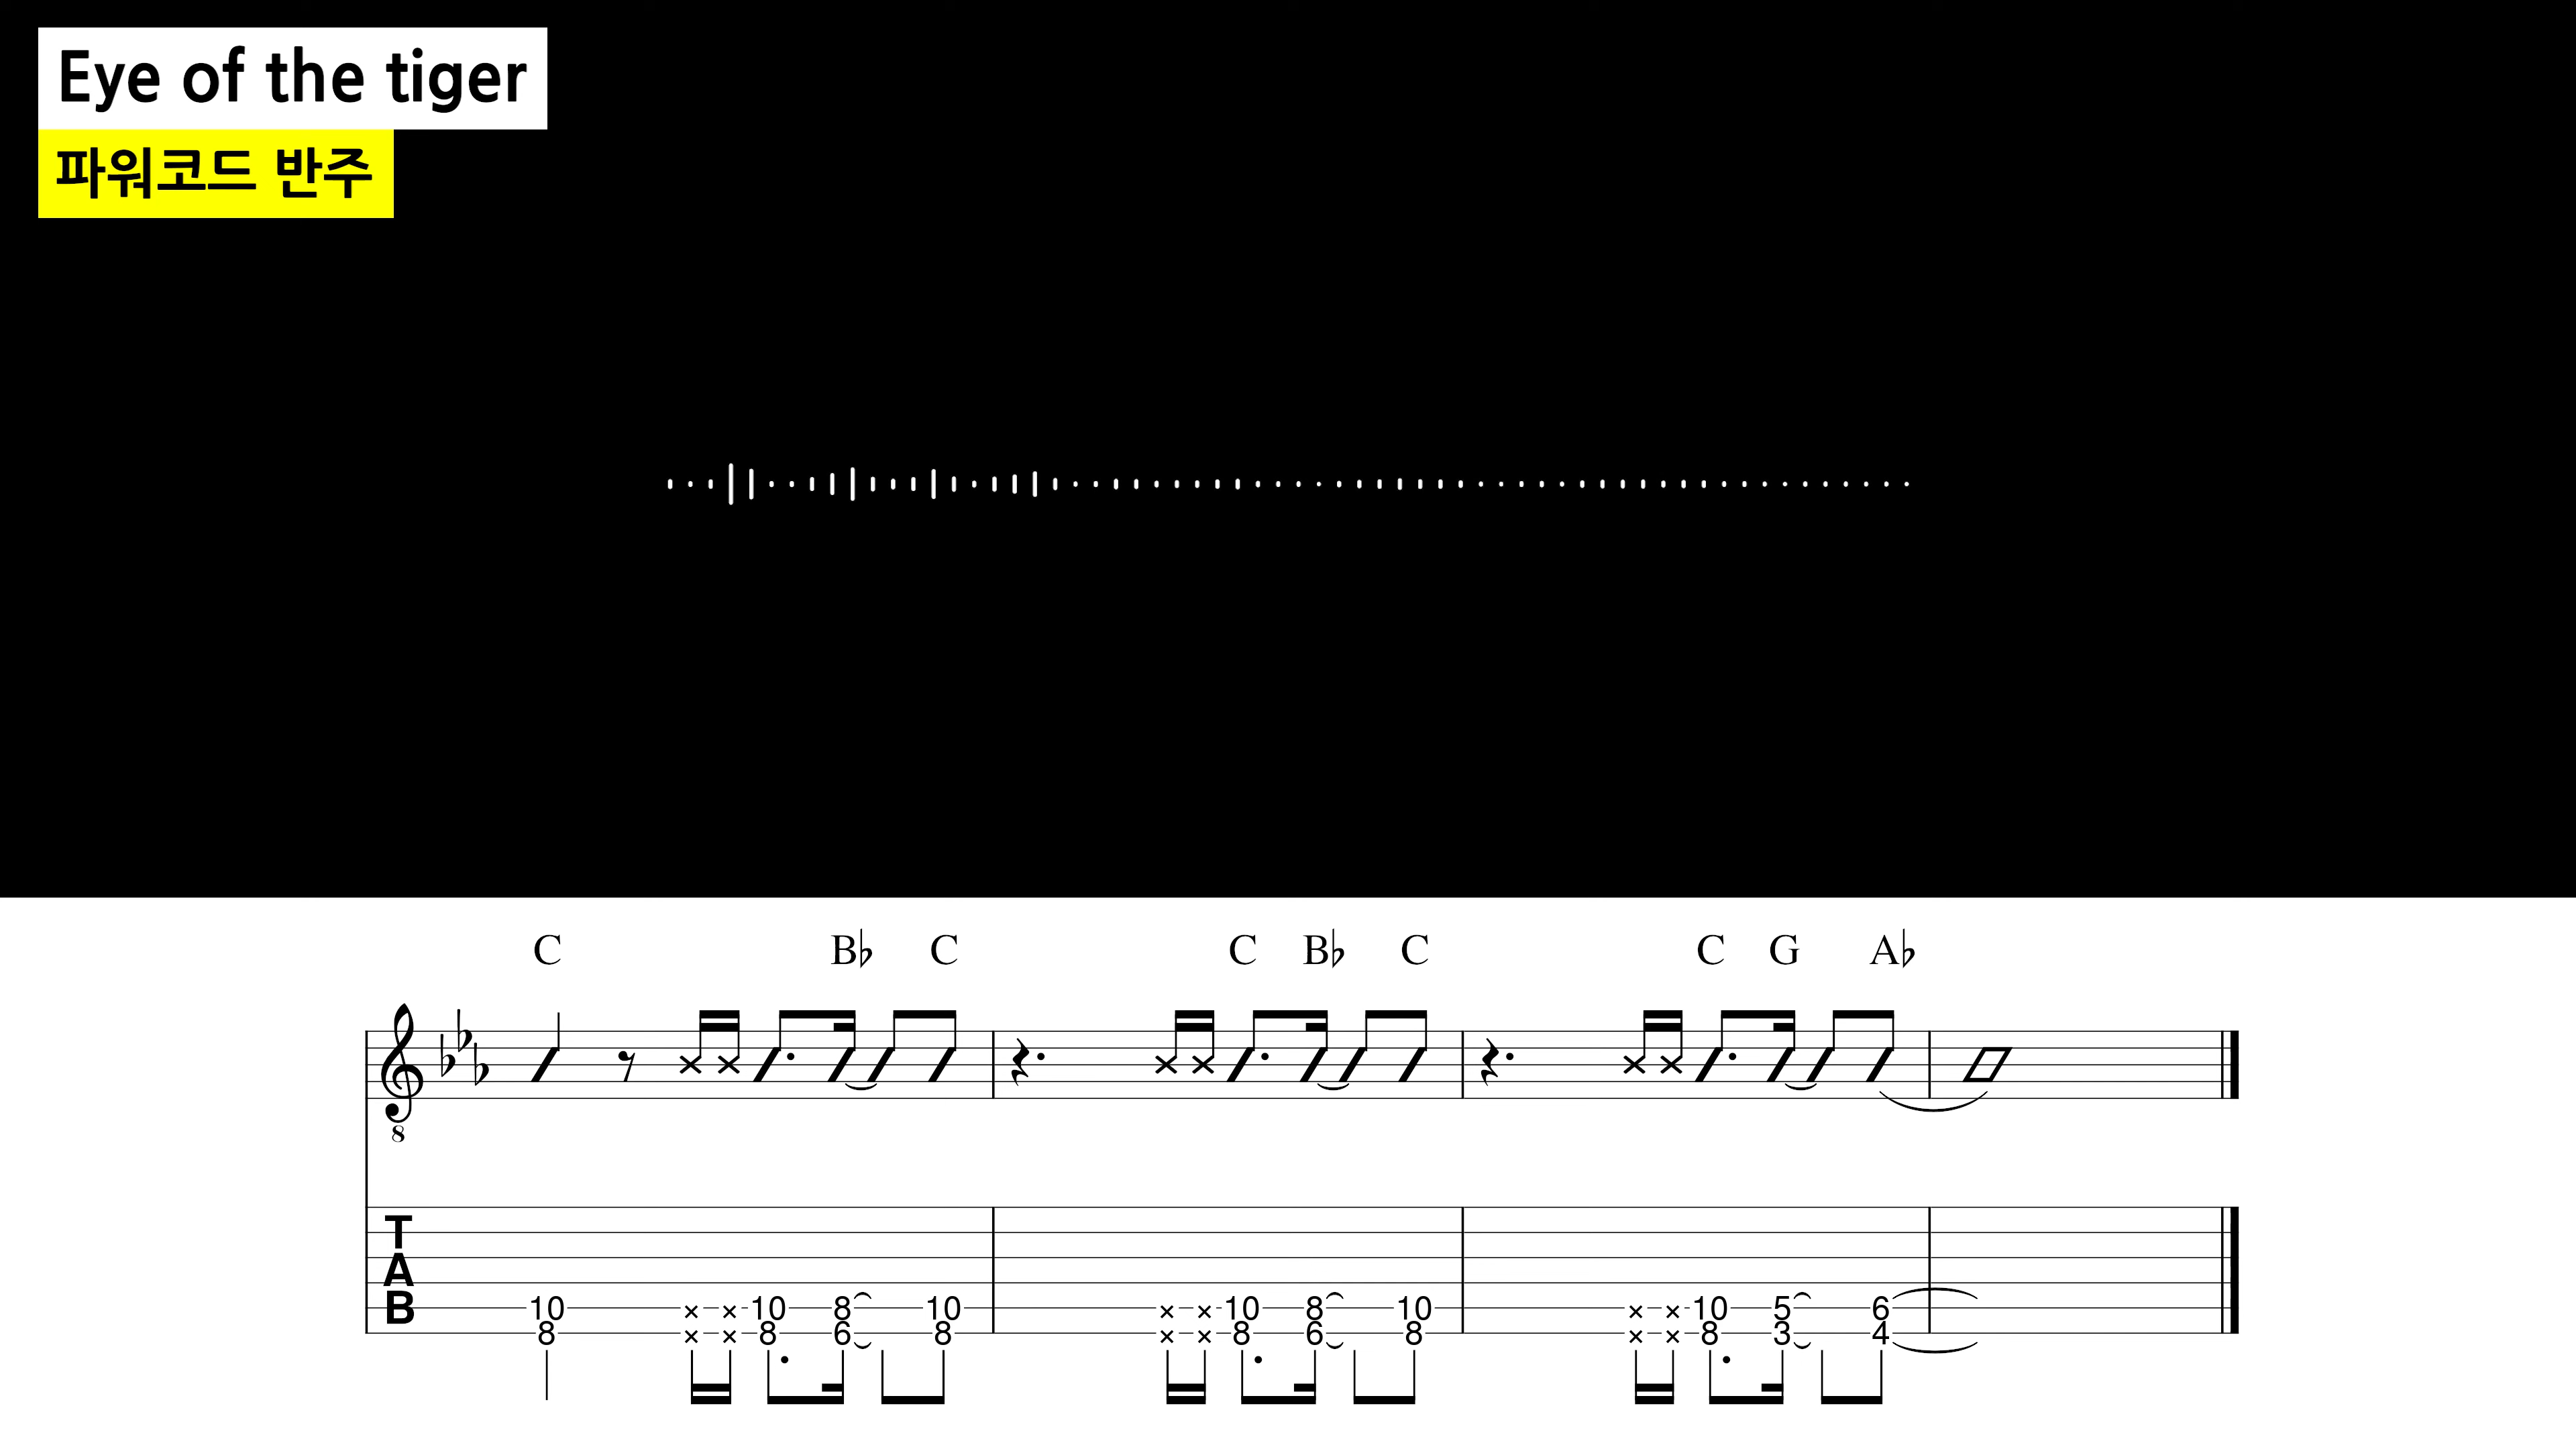 Eye of the tiger
파워코드 반주
C B♭ C C B♭ C C G A♭
8
T
A
B
10 × × 10 8 10 × × 10 8 10 × × 10 5 6
8 × × 8 6 8 × × 8 6 8 × × 8 3 4